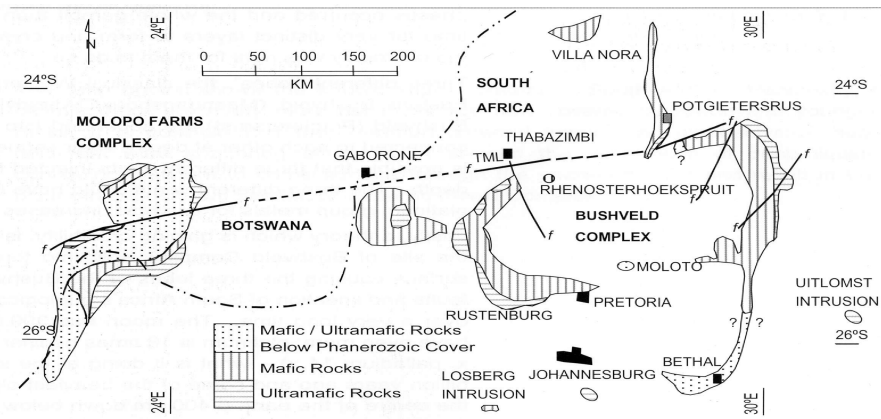 24°E
30°E
N
VILLA NORA
0 50 100 150 200
KM
24°S
24°S
SOUTH
AFRICA
POTGIETERSRUS
MOLOPO FARMS
COMPLEX
THABAZIMBI
GABORONE
TML
f
f
f
?
f
RHENOSTERHOEKSPRUIT
f
BOTSWANA
BUSHVELD
COMPLEX
f
f
f
f
MOLOTO
UITLOMST
INTRUSION
PRETORIA
RUSTENBURG
? ?
26°S
26°S
Mafic / Ultramafic Rocks
Below Phanerozoic Cover
Mafic Rocks
Ultramafic Rocks
BETHAL
LOSBERG
INTRUSION
JOHANNESBURG
24°E
30°E